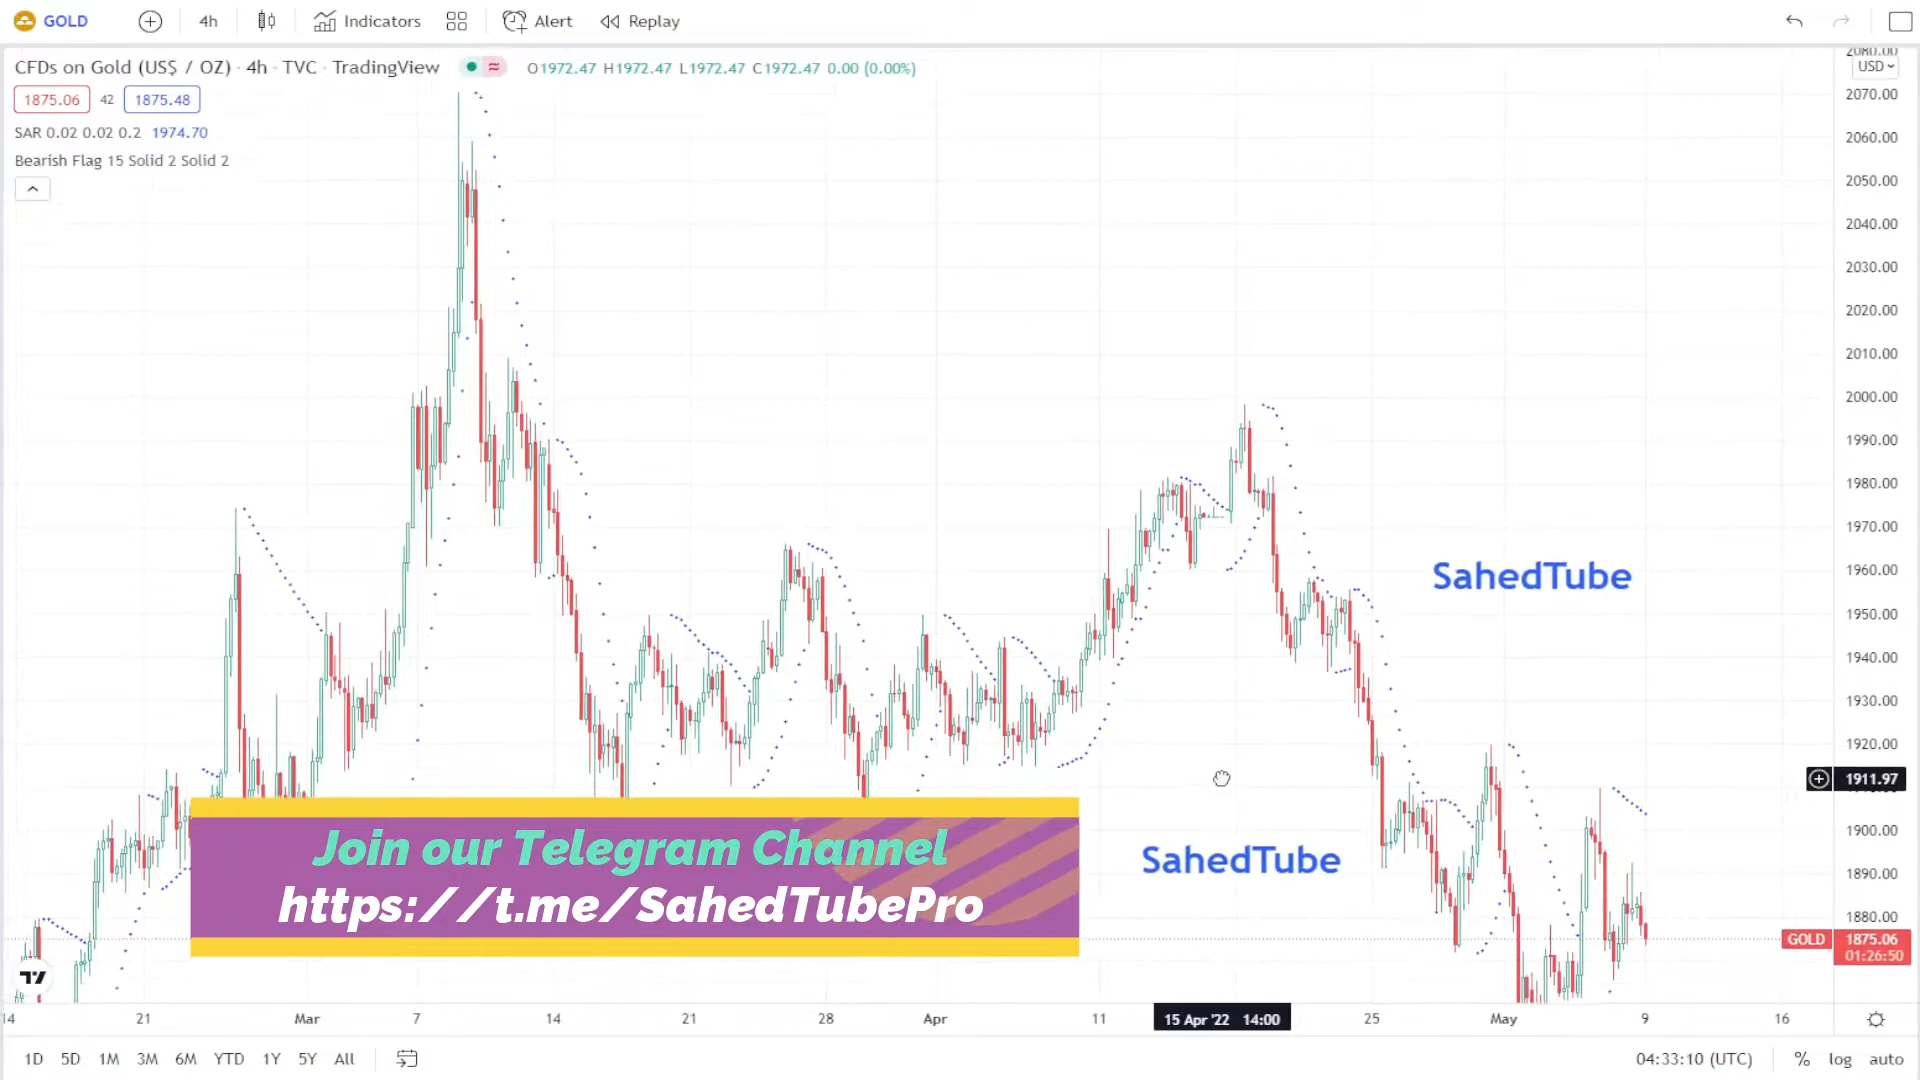 GOLD
4h
Indicators
Alert
Replay
CFDs on Gold (US$ / OZ) · 4h · TVC · TradingView
O1972.47 H1972.47 L1972.47 C1972.47 0.00 (0.00%)
1875.06 42 1875.48
SAR 0.02 0.02 0.2 1974.70
Bearish Flag 15 Solid 2 Solid 2
2080.00
USD
2070.00
2060.00
2050.00
2040.00
2030.00
2020.00
2010.00
2000.00
1990.00
1980.00
1970.00
1960.00
1950.00
1940.00
1930.00
1920.00
1911.97
1900.00
1890.00
1880.00
GOLD 1875.06
01:26:50
SahedTube
SahedTube
Join our Telegram Channel
https://t.me/SahedTubePro
14 21 Mar 7 14 21 28 Apr 11 15 Apr '22 14:00 25 May 9 16
1D 5D 1M 3M 6M YTD 1Y 5Y All
04:33:10 (UTC) % log auto